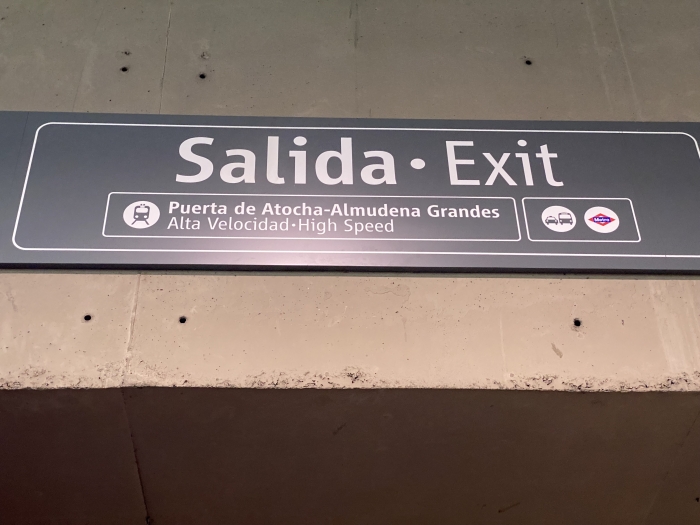 Salida · Exit
Puerta de Atocha-Almudena Grandes
Alta Velocidad·High Speed
Metro